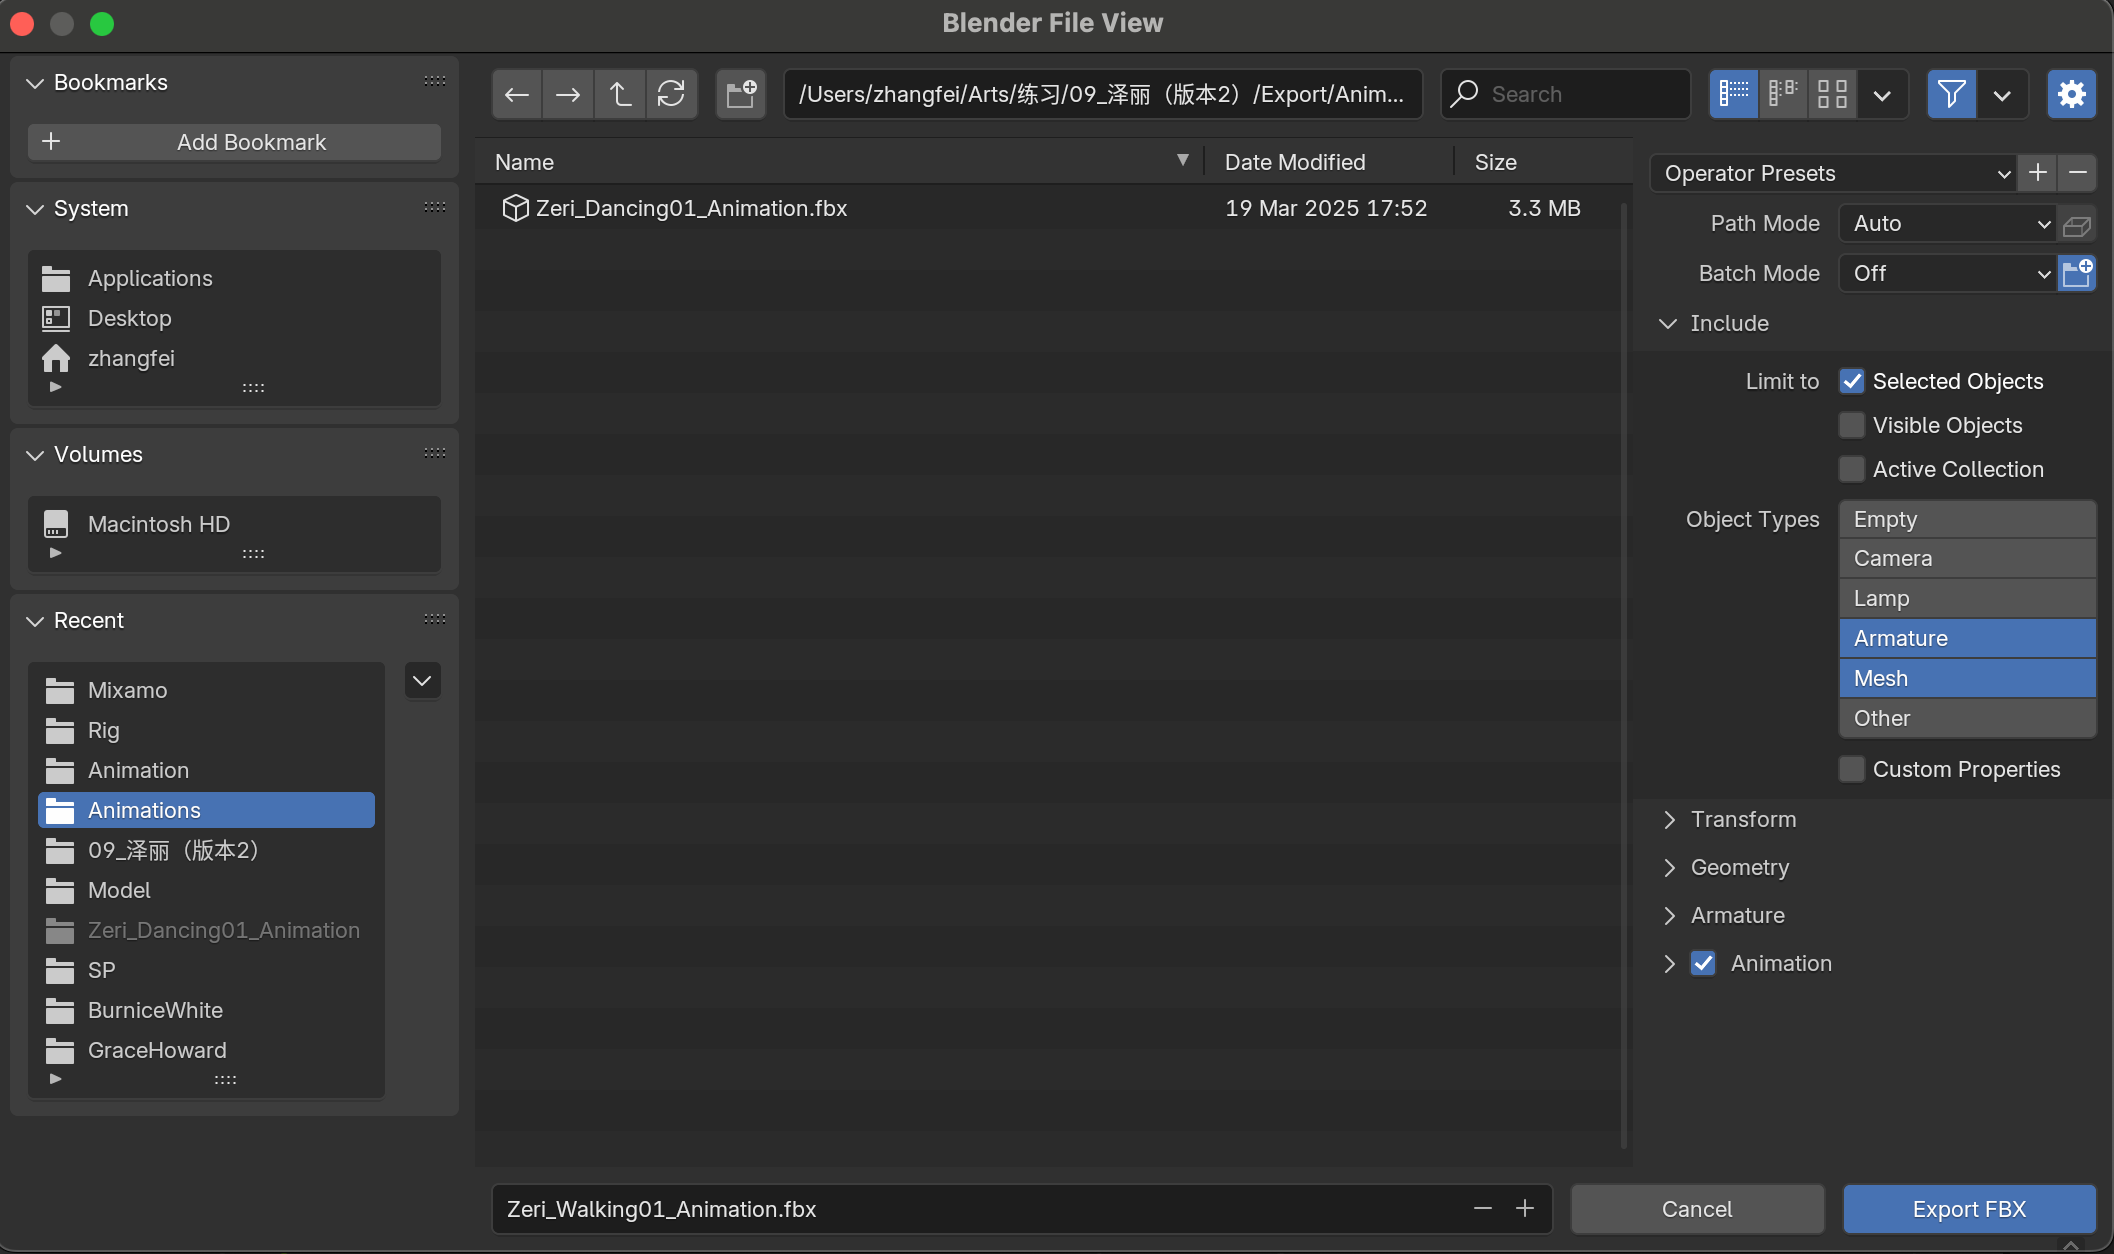 Blender File View
Bookmarks
Add Bookmark
System
Applications
Desktop
zhangfei
Volumes
Macintosh HD
Recent
Mixamo
Rig
Animation
Animations
09_泽丽（版本2）
Model
Zeri_Dancing01_Animation
SP
BurniceWhite
GraceHoward
/Users/zhangfei/Arts/练习/09_泽丽（版本2）/Export/Anim...
Search
Name Date Modified Size
Zeri_Dancing01_Animation.fbx 19 Mar 2025 17:52 3.3 MB
Operator Presets
Path Mode Auto
Batch Mode Off
Include
Limit to Selected Objects
Visible Objects
Active Collection
Object Types Empty
Camera
Lamp
Armature
Mesh
Other
Custom Properties
Transform
Geometry
Armature
Animation
Zeri_Walking01_Animation.fbx
Cancel
Export FBX